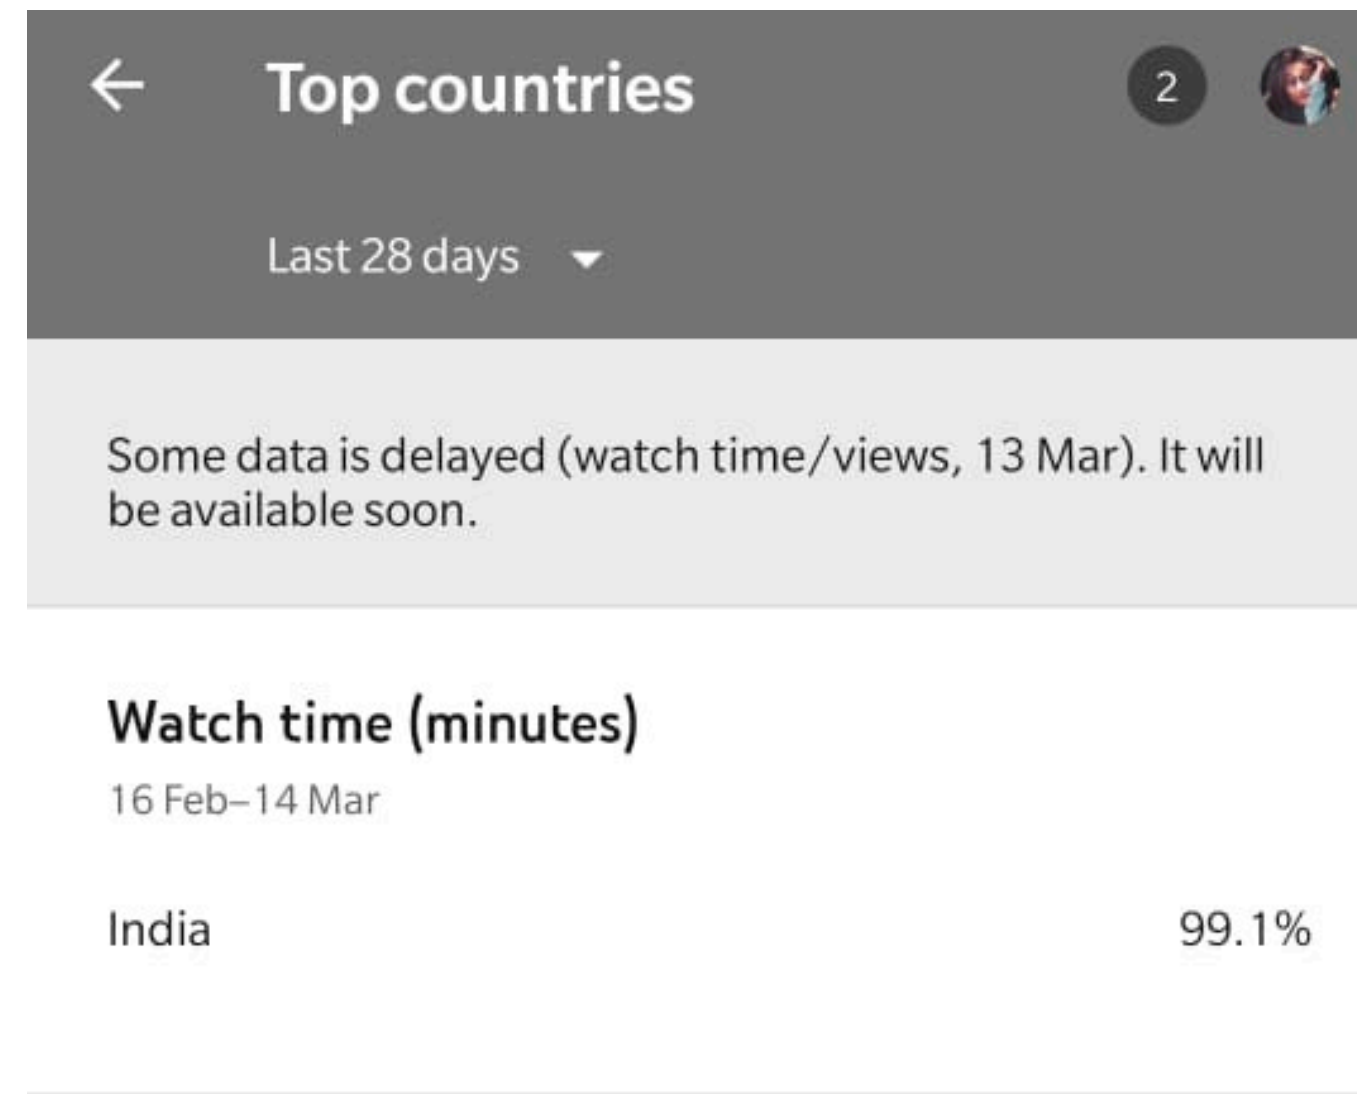 Top countries
2
Last 28 days
Some data is delayed (watch time/views, 13 Mar). It will
be available soon.
Watch time (minutes)
16 Feb–14 Mar
India 99.1%